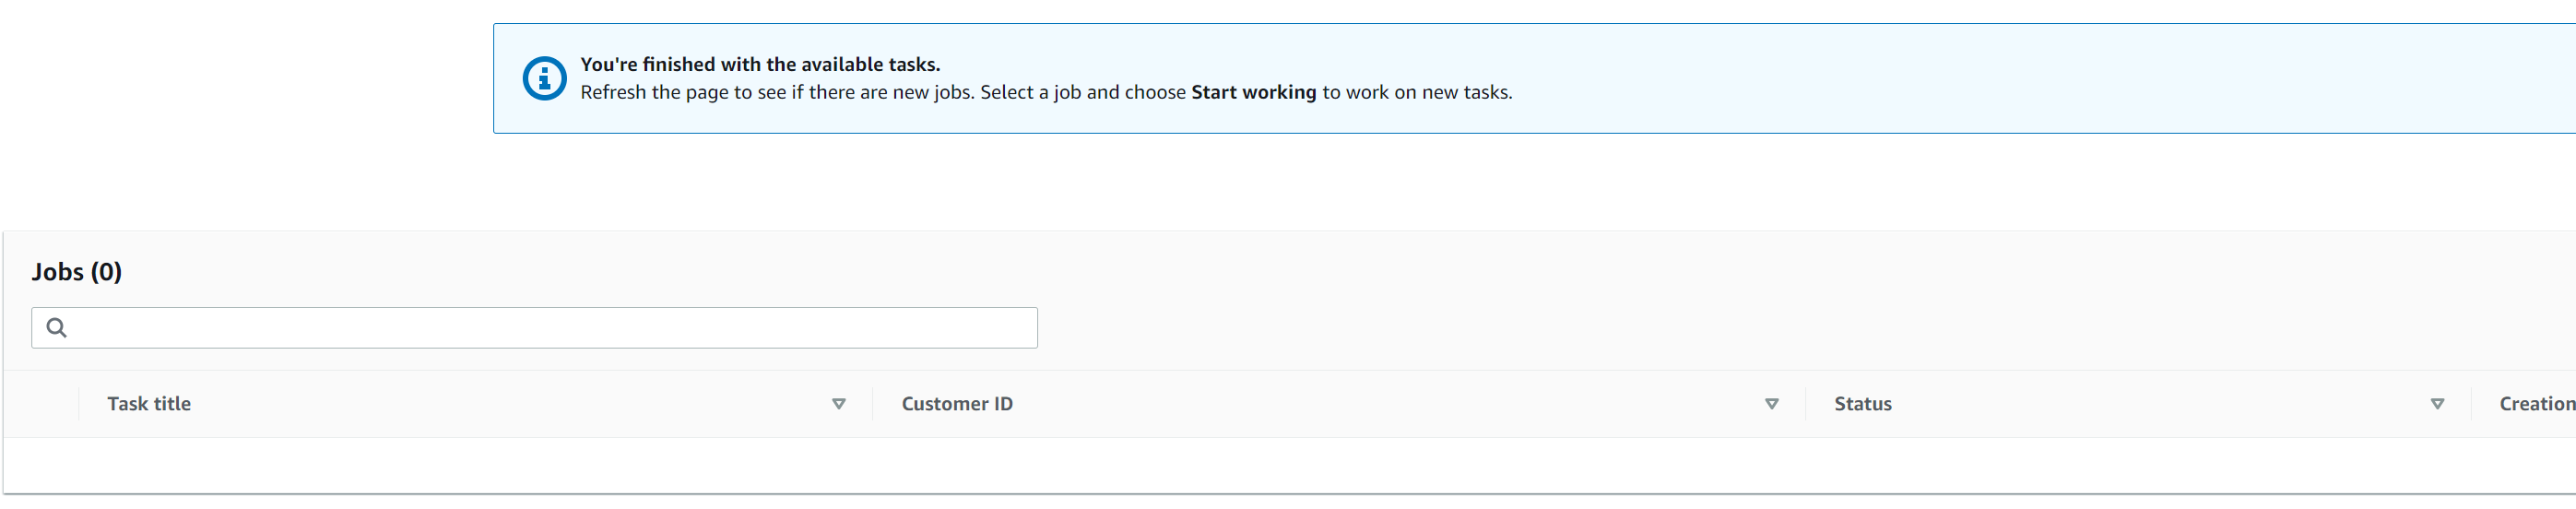 You're finished with the available tasks.
Refresh the page to see if there are new jobs. Select a job and choose Start working to work on new tasks.
Jobs (0)
Task title Customer ID Status Creation